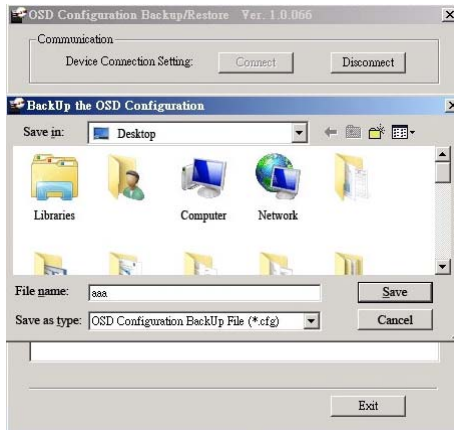 OSD Configuration Backup/Restore Ver. 1.0.066
Communication
Device Connection Setting: Connect Disconnect
BackUp the OSD Configuration
Save in: Desktop
Libraries Computer Network
File name: aaa Save
Save as type: OSD Configuration BackUp File (*.cfg) Cancel
Exit